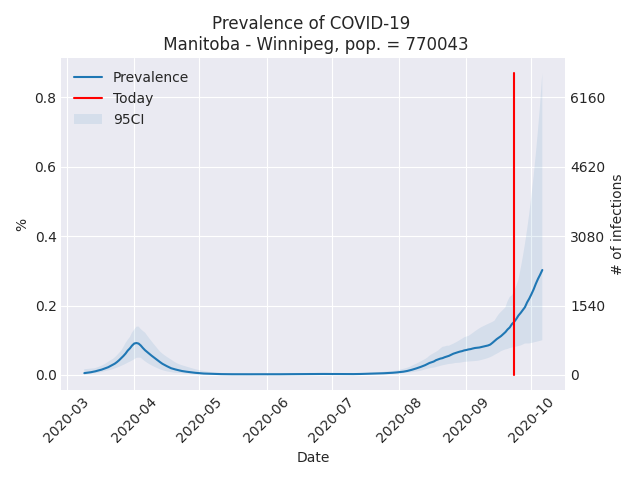 Prevalence of COVID-19
Manitoba - Winnipeg, pop. = 770043
Prevalence
Today
95CI
%
0.8
0.6
0.4
0.2
0.0
6160
4620
3080
1540
0
# of infections
2020-03
2020-04
2020-05
2020-06
2020-07
2020-08
2020-09
2020-10
Date